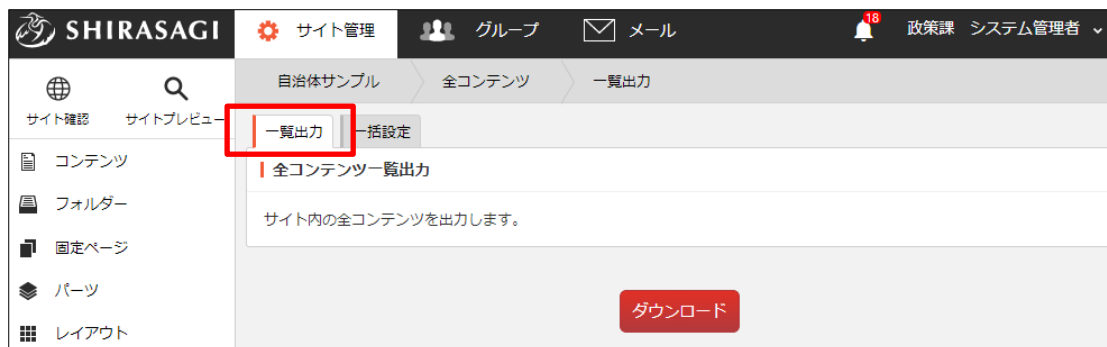 SHIRASAGI サイト管理 グループ メール 18 政策課 システム管理者
自治体サンプル 全コンテンツ 一覧出力
サイト確認 サイトプレビュー
一覧出力 一括設定
コンテンツ
全コンテンツ一覧出力
フォルダー
サイト内の全コンテンツを出力します。
固定ページ
パーツ
ダウンロード
レイアウト